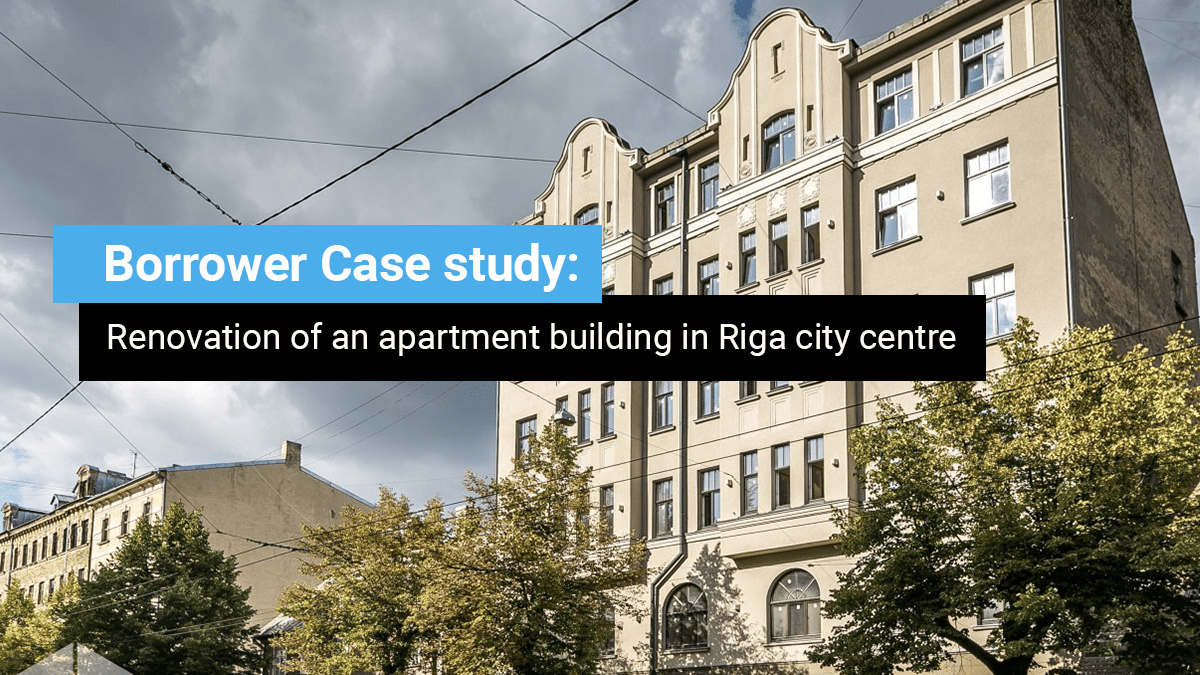 Borrower Case study:
Renovation of an apartment building in Riga city centre